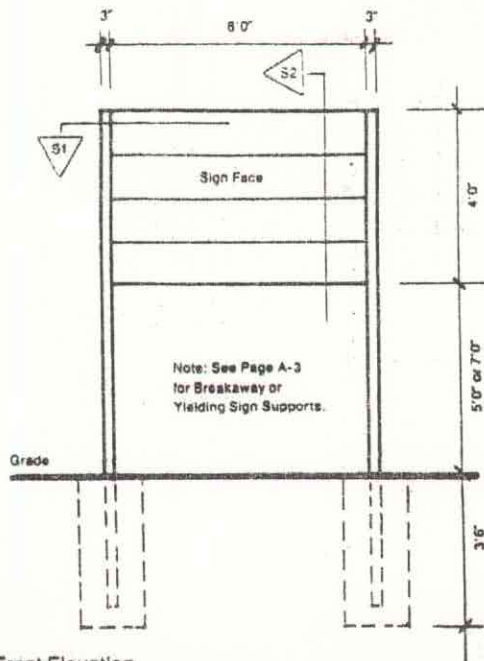 3"
6'0"
3"
S2
S1
Sign Face
4'0"
Note: See Page A-3
for Breakaway or
Yielding Sign Supports.
5'0" or 7'0"
Grade
3'6"
Front Elevation